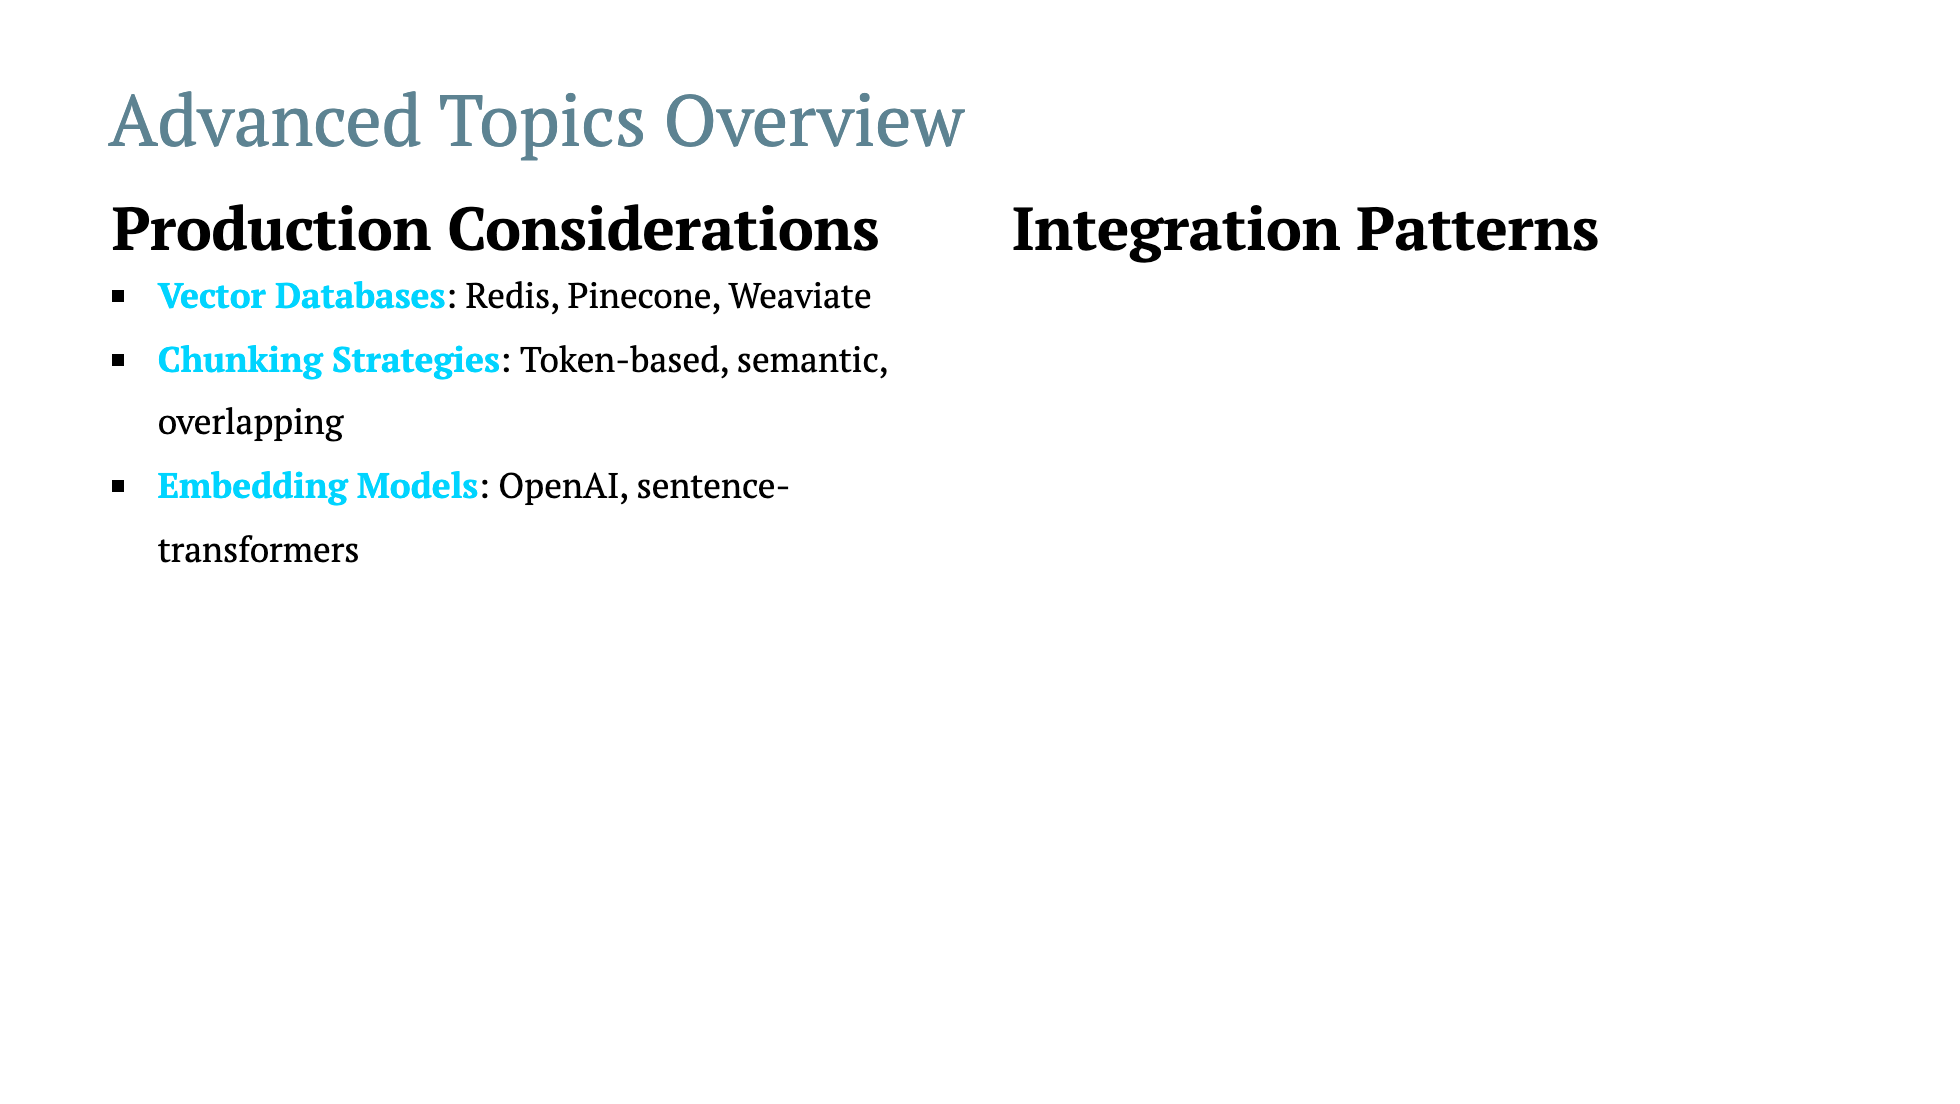 Advanced Topics Overview
Production Considerations
Vector Databases: Redis, Pinecone, Weaviate
Chunking Strategies: Token-based, semantic,
overlapping
Embedding Models: OpenAI, sentence-
transformers
Integration Patterns